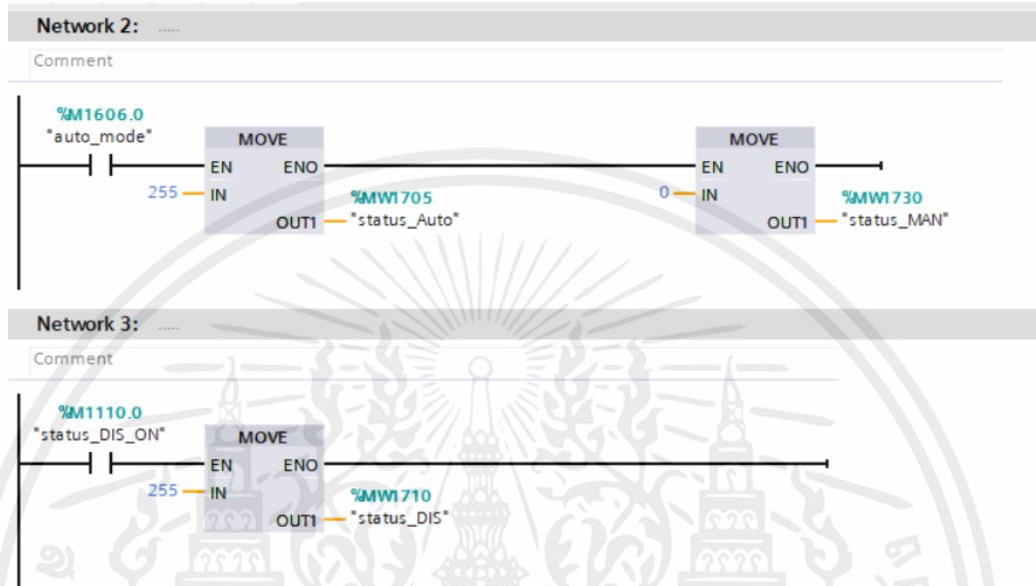 Network 2: .....
Comment
%M1606.0
"auto_mode"
MOVE
EN ENO
255 IN
OUT1
%MW1705
"status_Auto"
MOVE
EN ENO
0 IN
OUT1
%MW1730
"status_MAN"
Network 3: .....
Comment
%M1110.0
"status_DIS_ON"
MOVE
EN ENO
255 IN
OUT1
%MW1710
"status_DIS"